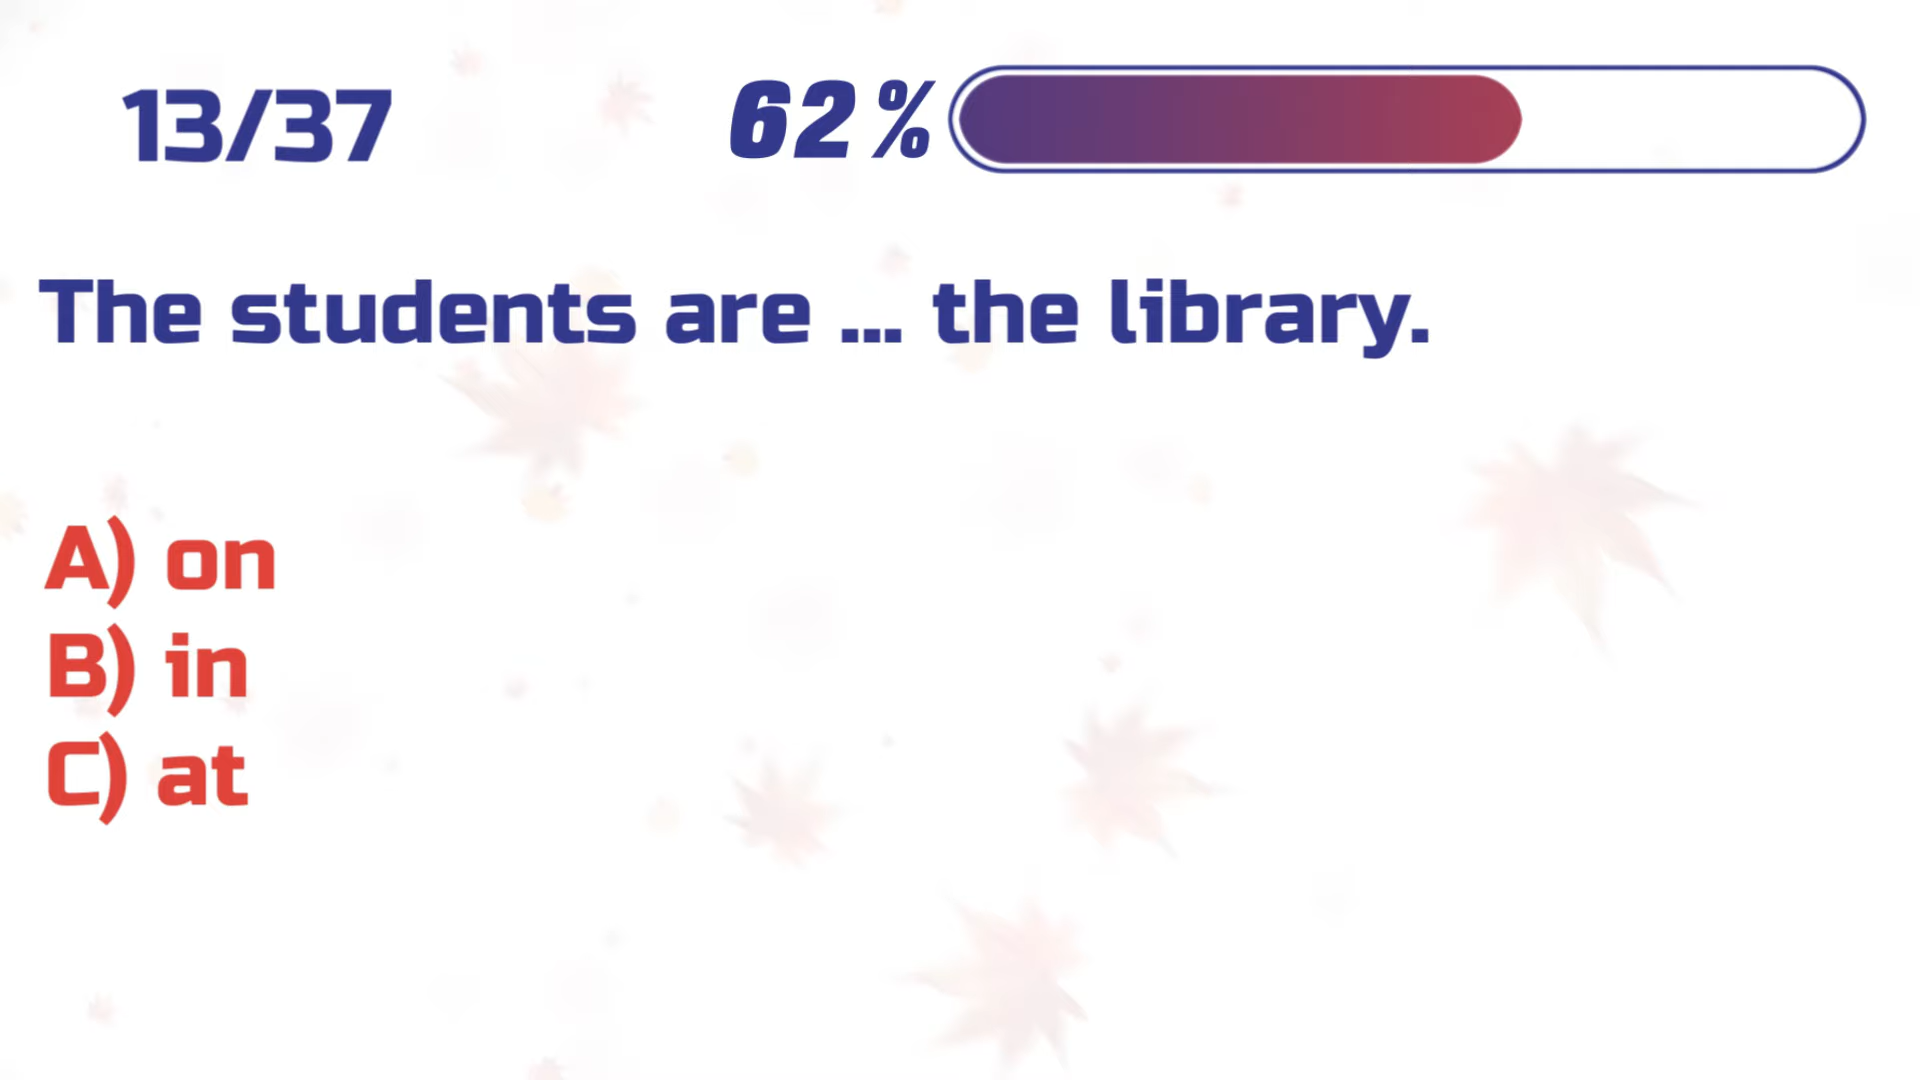 13/37
62%
The students are ... the library.
A) on
B) in
C) at